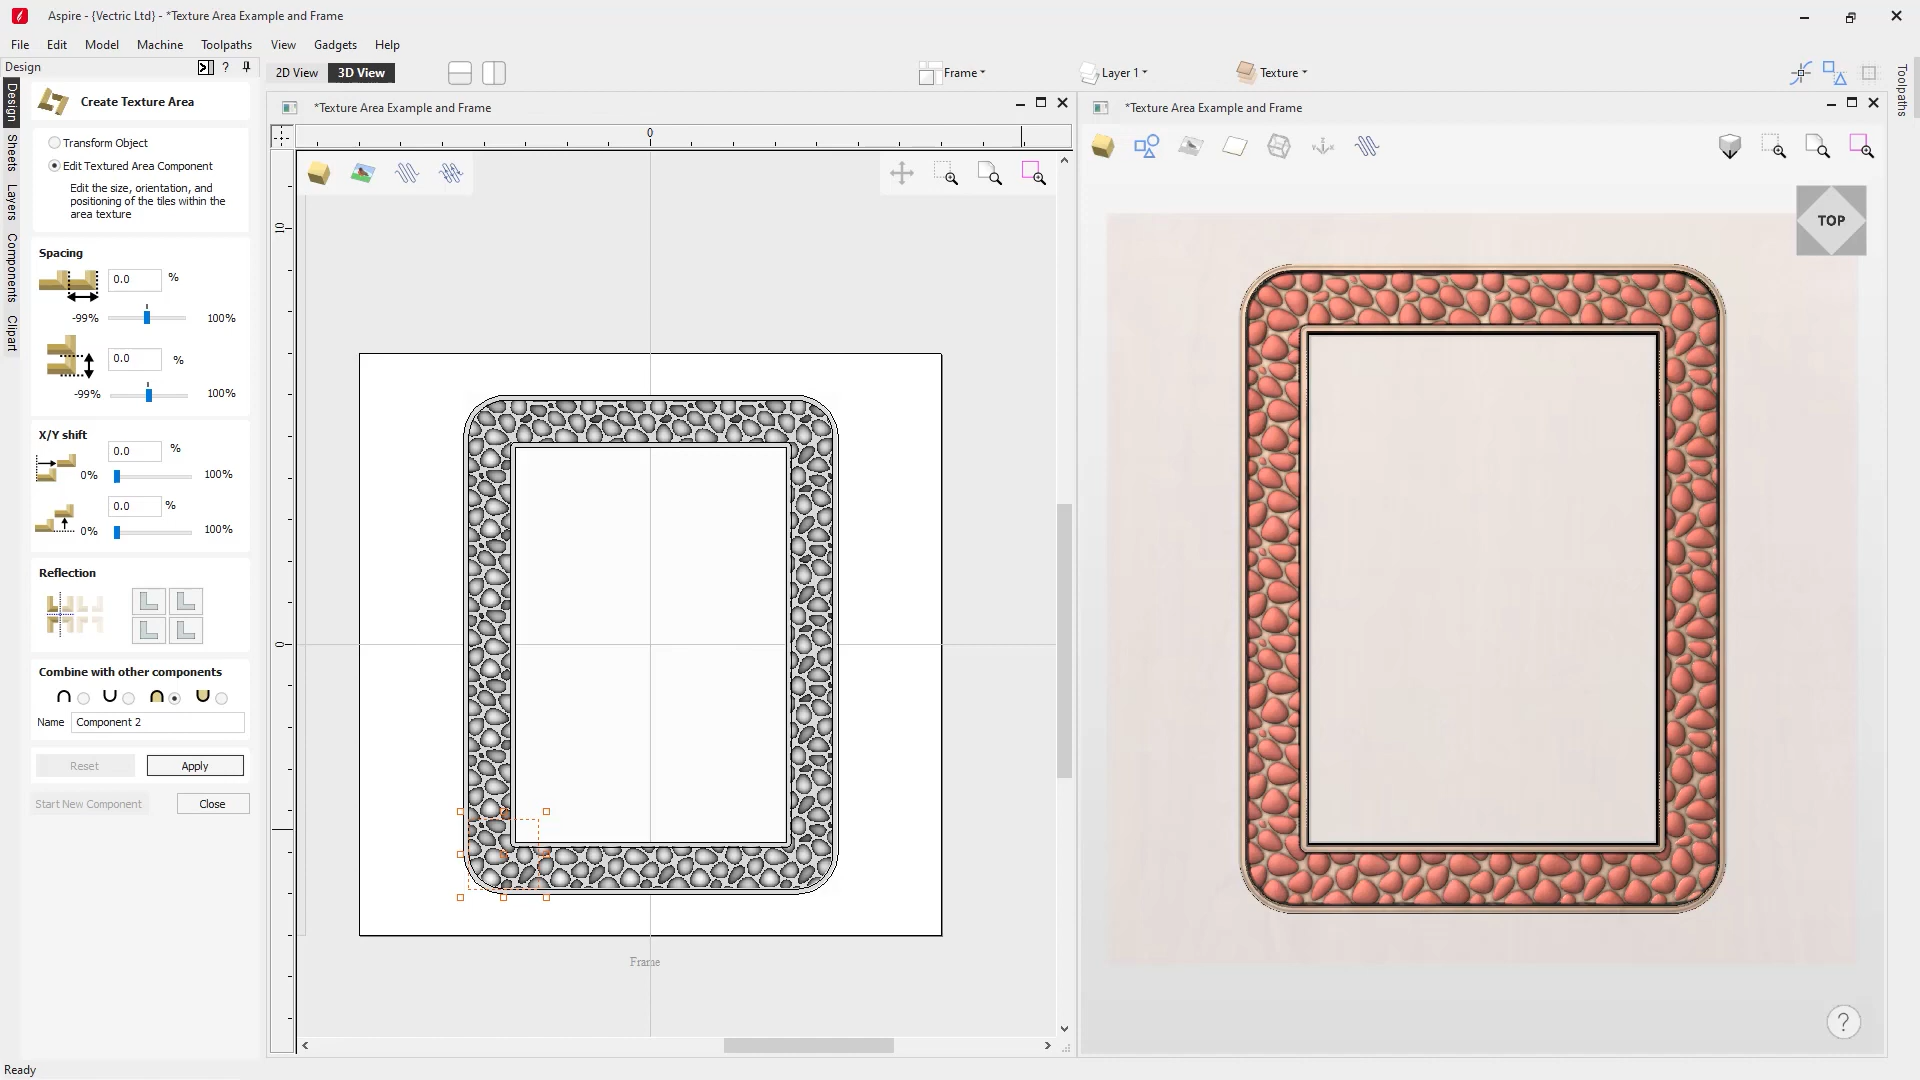 Aspire - {Vectric Ltd} - *Texture Area Example and Frame
File Edit Model Machine Toolpaths View Gadgets Help
Design ?
2D View 3D View
Frame
Layer 1
Texture
Design
Sheets
Layers
Components
Clipart
Create Texture Area
Transform Object
Edit Textured Area Component
Edit the size, orientation, and
positioning of the tiles within the
area texture
Spacing
0.0 %
-99% 100%
0.0 %
-99% 100%
X/Y shift
0.0 %
0% 100%
0.0 %
0% 100%
Reflection
Combine with other components
Name Component 2
Reset Apply
Start New Component Close
Ready
*Texture Area Example and Frame
0
10
0
Frame
*Texture Area Example and Frame
TOP
?
Toolpaths